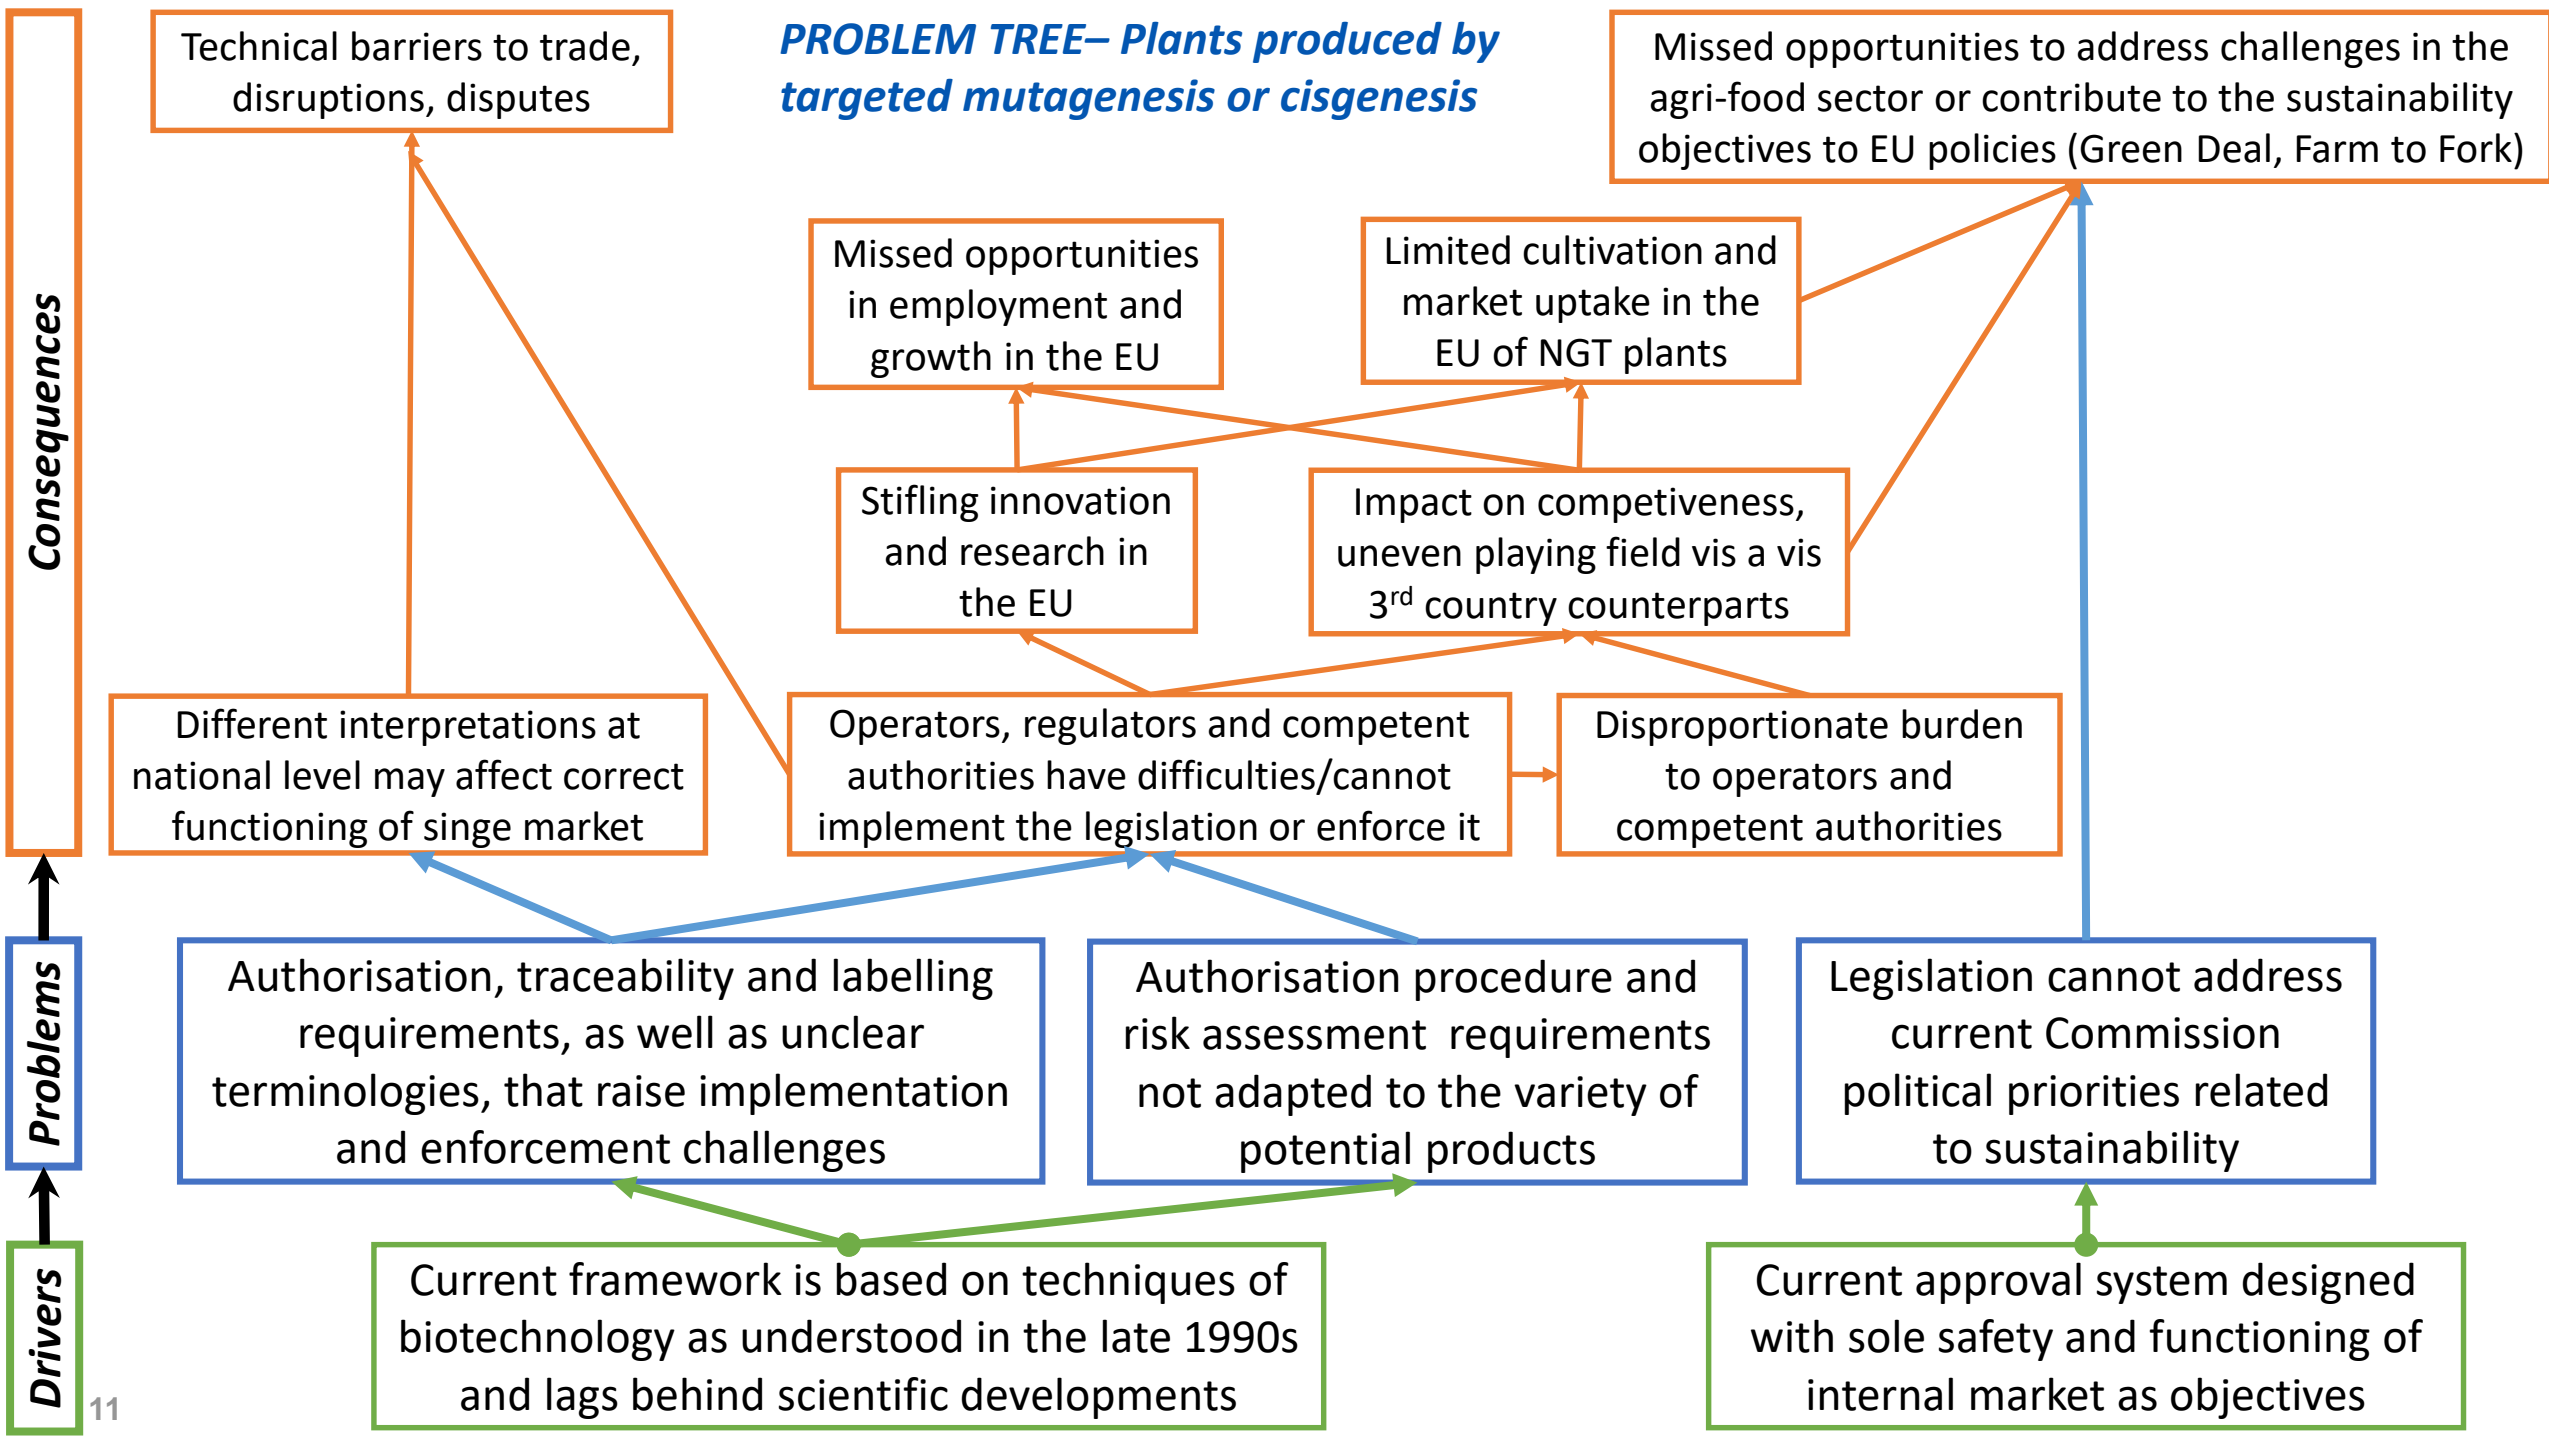 PROBLEM TREE– Plants produced by
targeted mutagenesis or cisgenesis
Consequences
Technical barriers to trade,
disruptions, disputes
Missed opportunities to address challenges in the
agri-food sector or contribute to the sustainability
objectives to EU policies (Green Deal, Farm to Fork)
Missed opportunities
in employment and
growth in the EU
Limited cultivation and
market uptake in the
EU of NGT plants
Stifling innovation
and research in
the EU
Impact on competiveness,
uneven playing field vis a vis
3rd country counterparts
Different interpretations at
national level may affect correct
functioning of singe market
Operators, regulators and competent
authorities have difficulties/cannot
implement the legislation or enforce it
Disproportionate burden
to operators and
competent authorities
Problems
Authorisation, traceability and labelling
requirements, as well as unclear
terminologies, that raise implementation
and enforcement challenges
Authorisation procedure and
risk assessment  requirements
not adapted to the variety of
potential products
Legislation cannot address
current Commission
political priorities related
to sustainability
Drivers
Current framework is based on techniques of
biotechnology as understood in the late 1990s
and lags behind scientific developments
Current approval system designed
with sole safety and functioning of
internal market as objectives
11